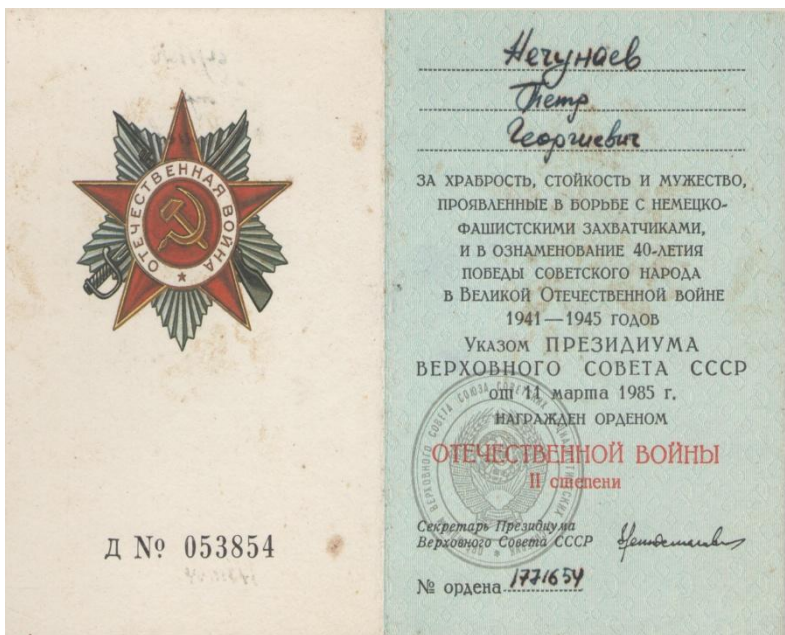 ОТЕЧЕСТВЕННАЯ ВОЙНА
Д № 053854
Нечунаев
Петр
Георгиевич
ЗА ХРАБРОСТЬ, СТОЙКОСТЬ И МУЖЕСТВО,
ПРОЯВЛЕННЫЕ В БОРЬБЕ С НЕМЕЦКО-
ФАШИСТСКИМИ ЗАХВАТЧИКАМИ,
И В ОЗНАМЕНОВАНИЕ 40-ЛЕТИЯ
ПОБЕДЫ СОВЕТСКОГО НАРОДА
В ВЕЛИКОЙ ОТЕЧЕСТВЕННОЙ ВОЙНЕ
1941—1945 ГОДОВ
УКАЗОМ ПРЕЗИДИУМА
ВЕРХОВНОГО СОВЕТА СССР
от 11 марта 1985 г.
НАГРАЖДЕН ОРДЕНОМ
ОТЕЧЕСТВЕННОЙ ВОЙНЫ
II степени
Секретарь Президиума
Верховного Совета СССР
№ ордена 1771654